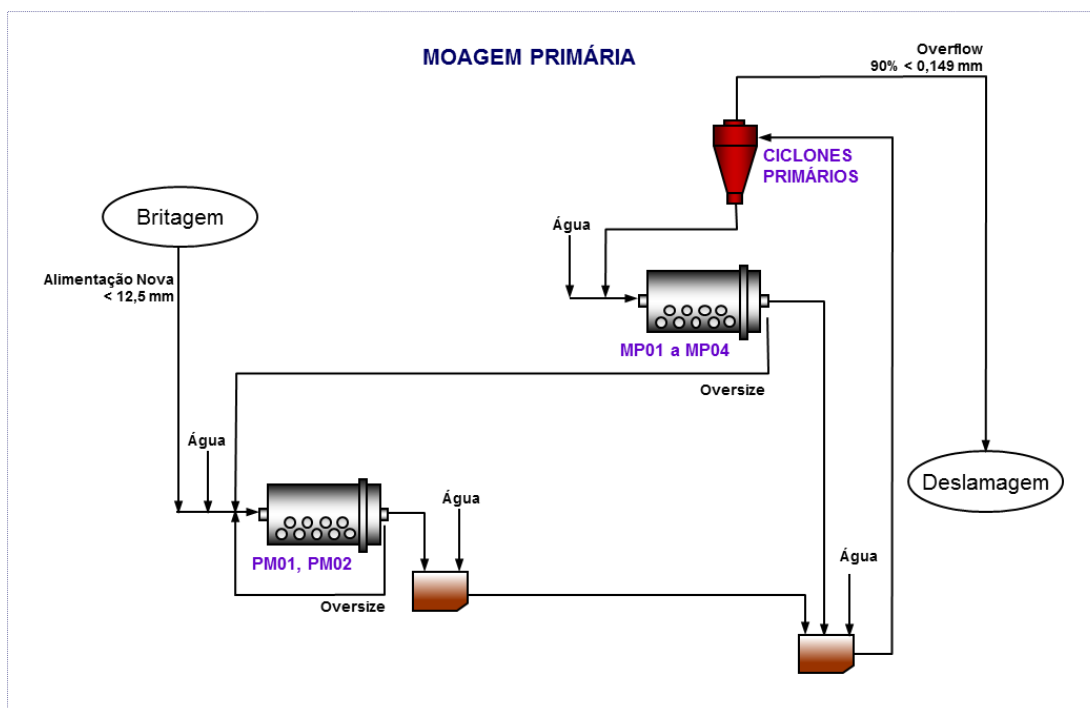 MOAGEM PRIMÁRIA
Overflow
90% < 0,149 mm
CICLONES
PRIMÁRIOS
Britagem
Água
Alimentação Nova
< 12,5 mm
MP01 a MP04
Oversize
Água
Deslamagem
Água
PM01, PM02
Água
Oversize